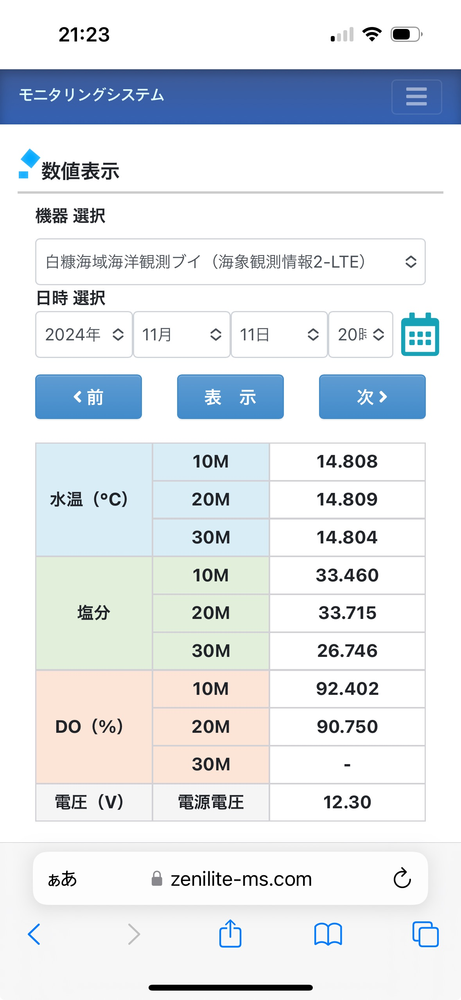 21:23
モニタリングシステム
数値表示
機器 選択
白糠海域海洋観測ブイ（海象観測情報2-LTE）
日時 選択
2024年 11月 11日 20時
前 表 示 次
水温（°C） 10M 14.808
20M 14.809
30M 14.804
塩分 10M 33.460
20M 33.715
30M 26.746
DO（%） 10M 92.402
20M 90.750
30M -
電圧（V） 電源電圧 12.30
ぁあ zenilite-ms.com